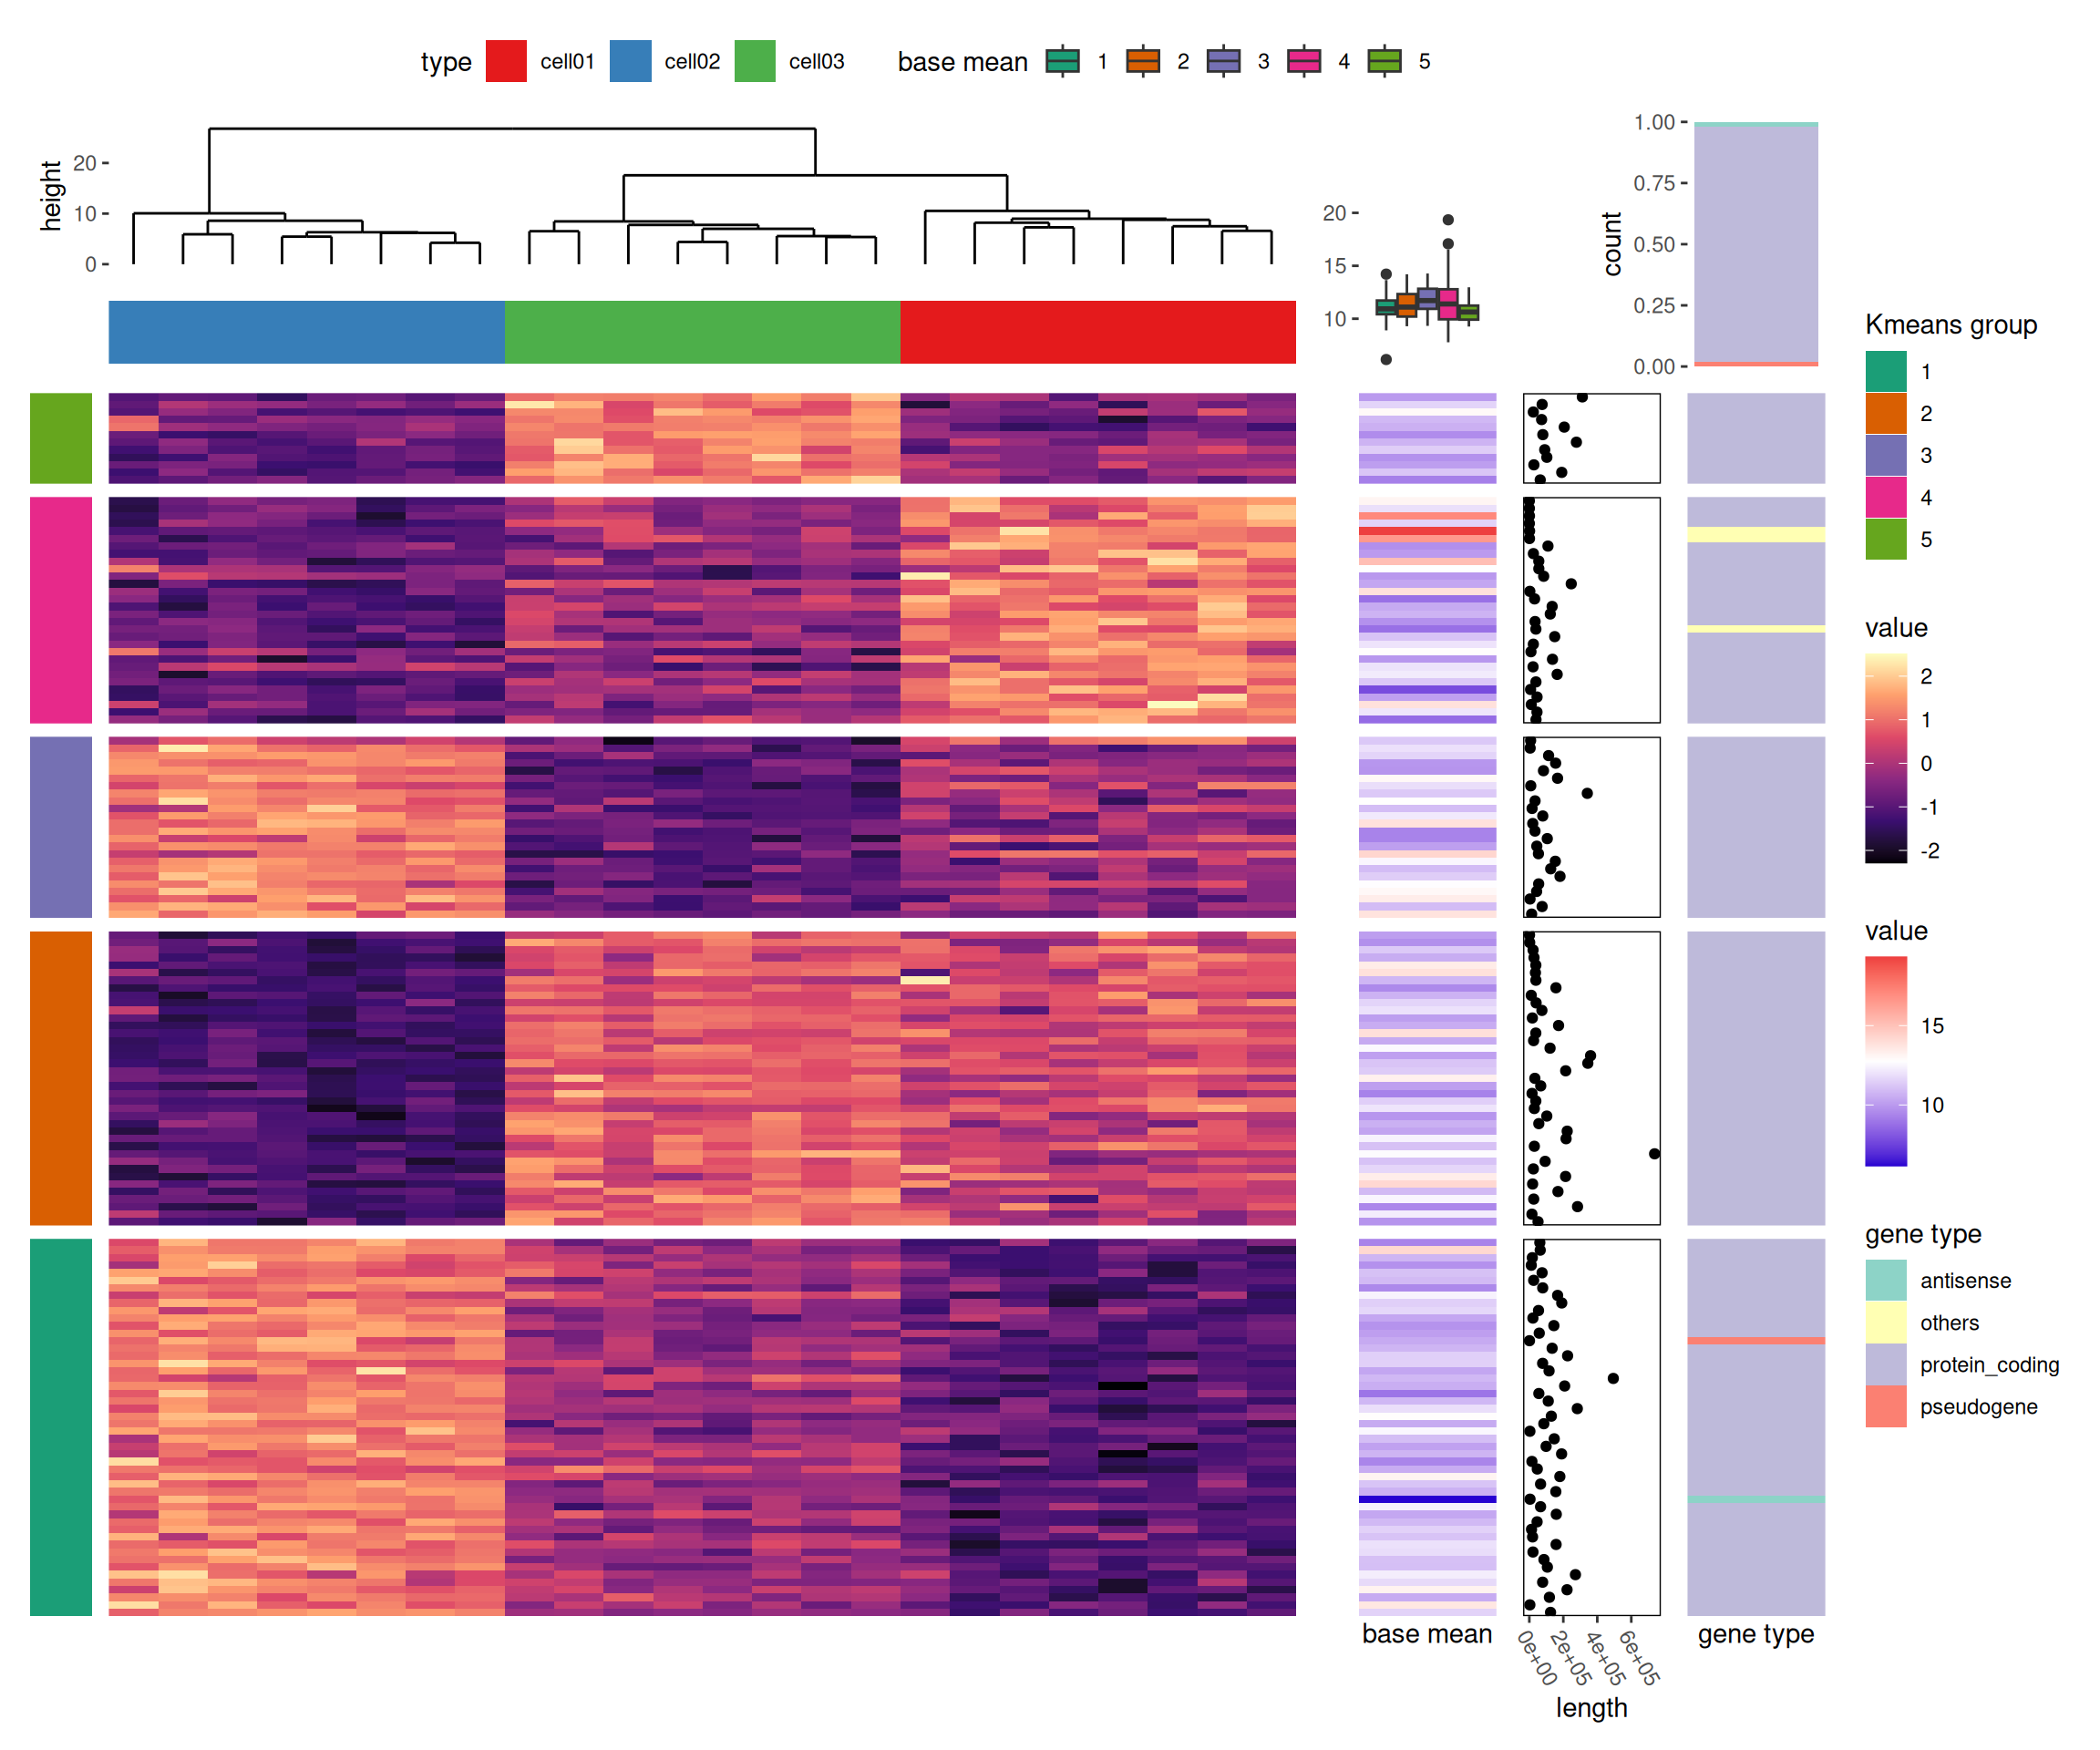 type cell01 cell02 cell03 base mean 1 2 3 4 5
height
20
10
0
20
15
10
count
1.00
0.75
0.50
0.25
0.00
Kmeans group
1
2
3
4
5
value
2
1
0
-1
-2
value
15
10
gene type
antisense
others
protein_coding
pseudogene
base mean
0e+00 2e+05 4e+05 6e+05
length
gene type